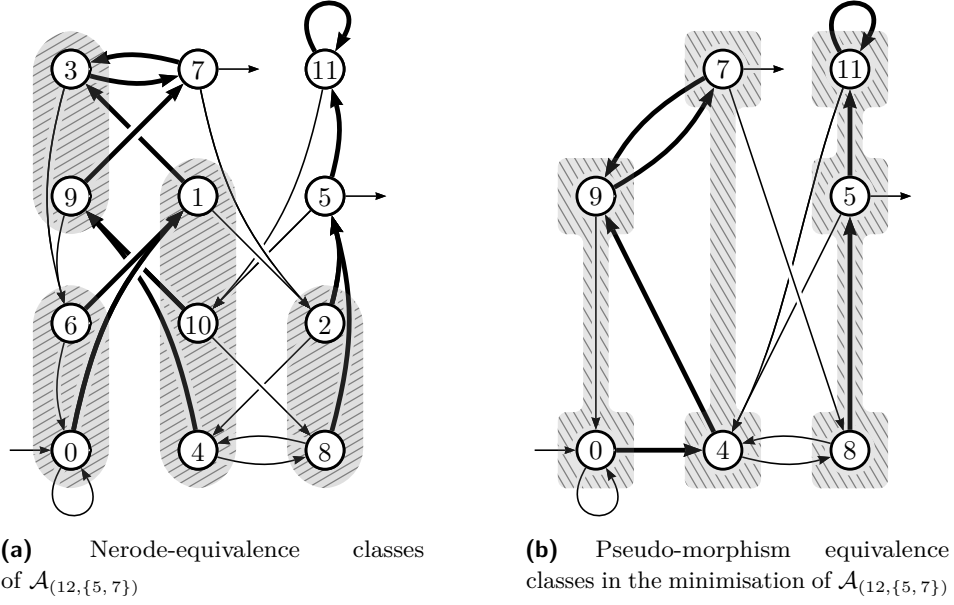 3 7 11
9 1 5
6 10 2
0 4 8
7 11
9 5
0 4 8
(a) Nerode-equivalence classes
of 𝒜(12,{5, 7})
(b) Pseudo-morphism equivalence
classes in the minimisation of 𝒜(12,{5, 7})